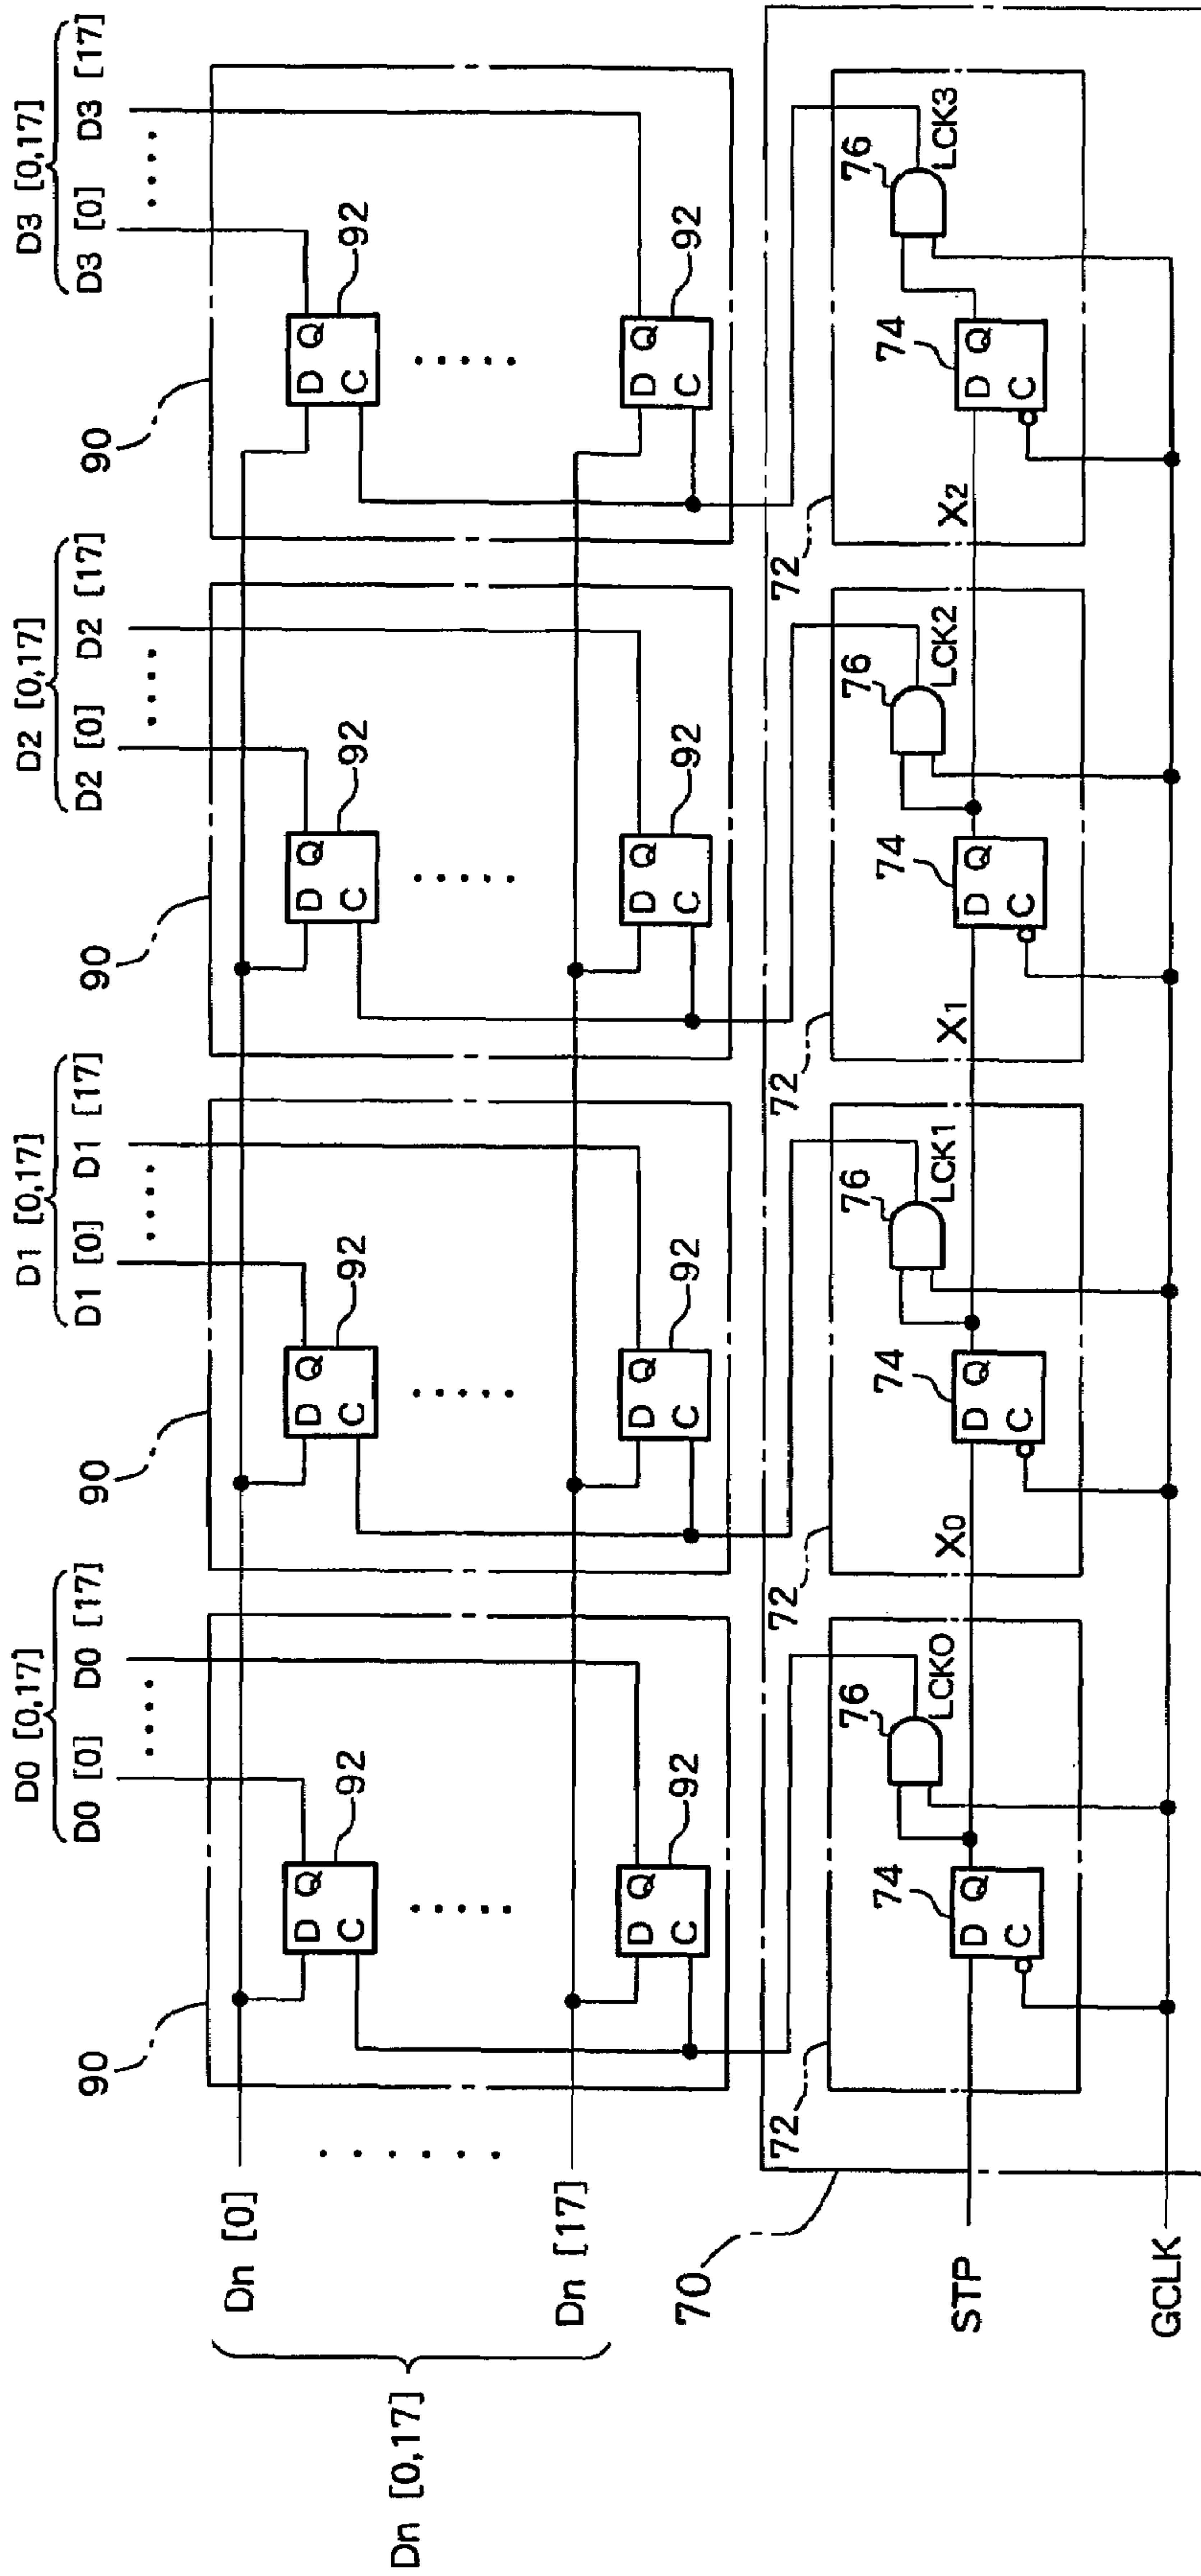 D0 [0,17]
D1 [0,17]
D2 [0,17]
D3 [0,17]
D0 [0] ····· D0 [17]
D1 [0] ····· D1 [17]
D2 [0] ····· D2 [17]
D3 [0] ····· D3 [17]
90
90
90
90
Dn [0]
D Q
C
92
D Q
C
92
D Q
C
92
D Q
C
92
Dn [0,17]
Dn [17]
D Q
C
92
D Q
C
92
D Q
C
92
D Q
C
92
70
72
72
72
72
76
76
76
76
LCK0
LCK1
LCK2
LCK3
74
74
74
74
STP
D Q
C
X0
D Q
C
X1
D Q
C
X2
D Q
C
GCLK